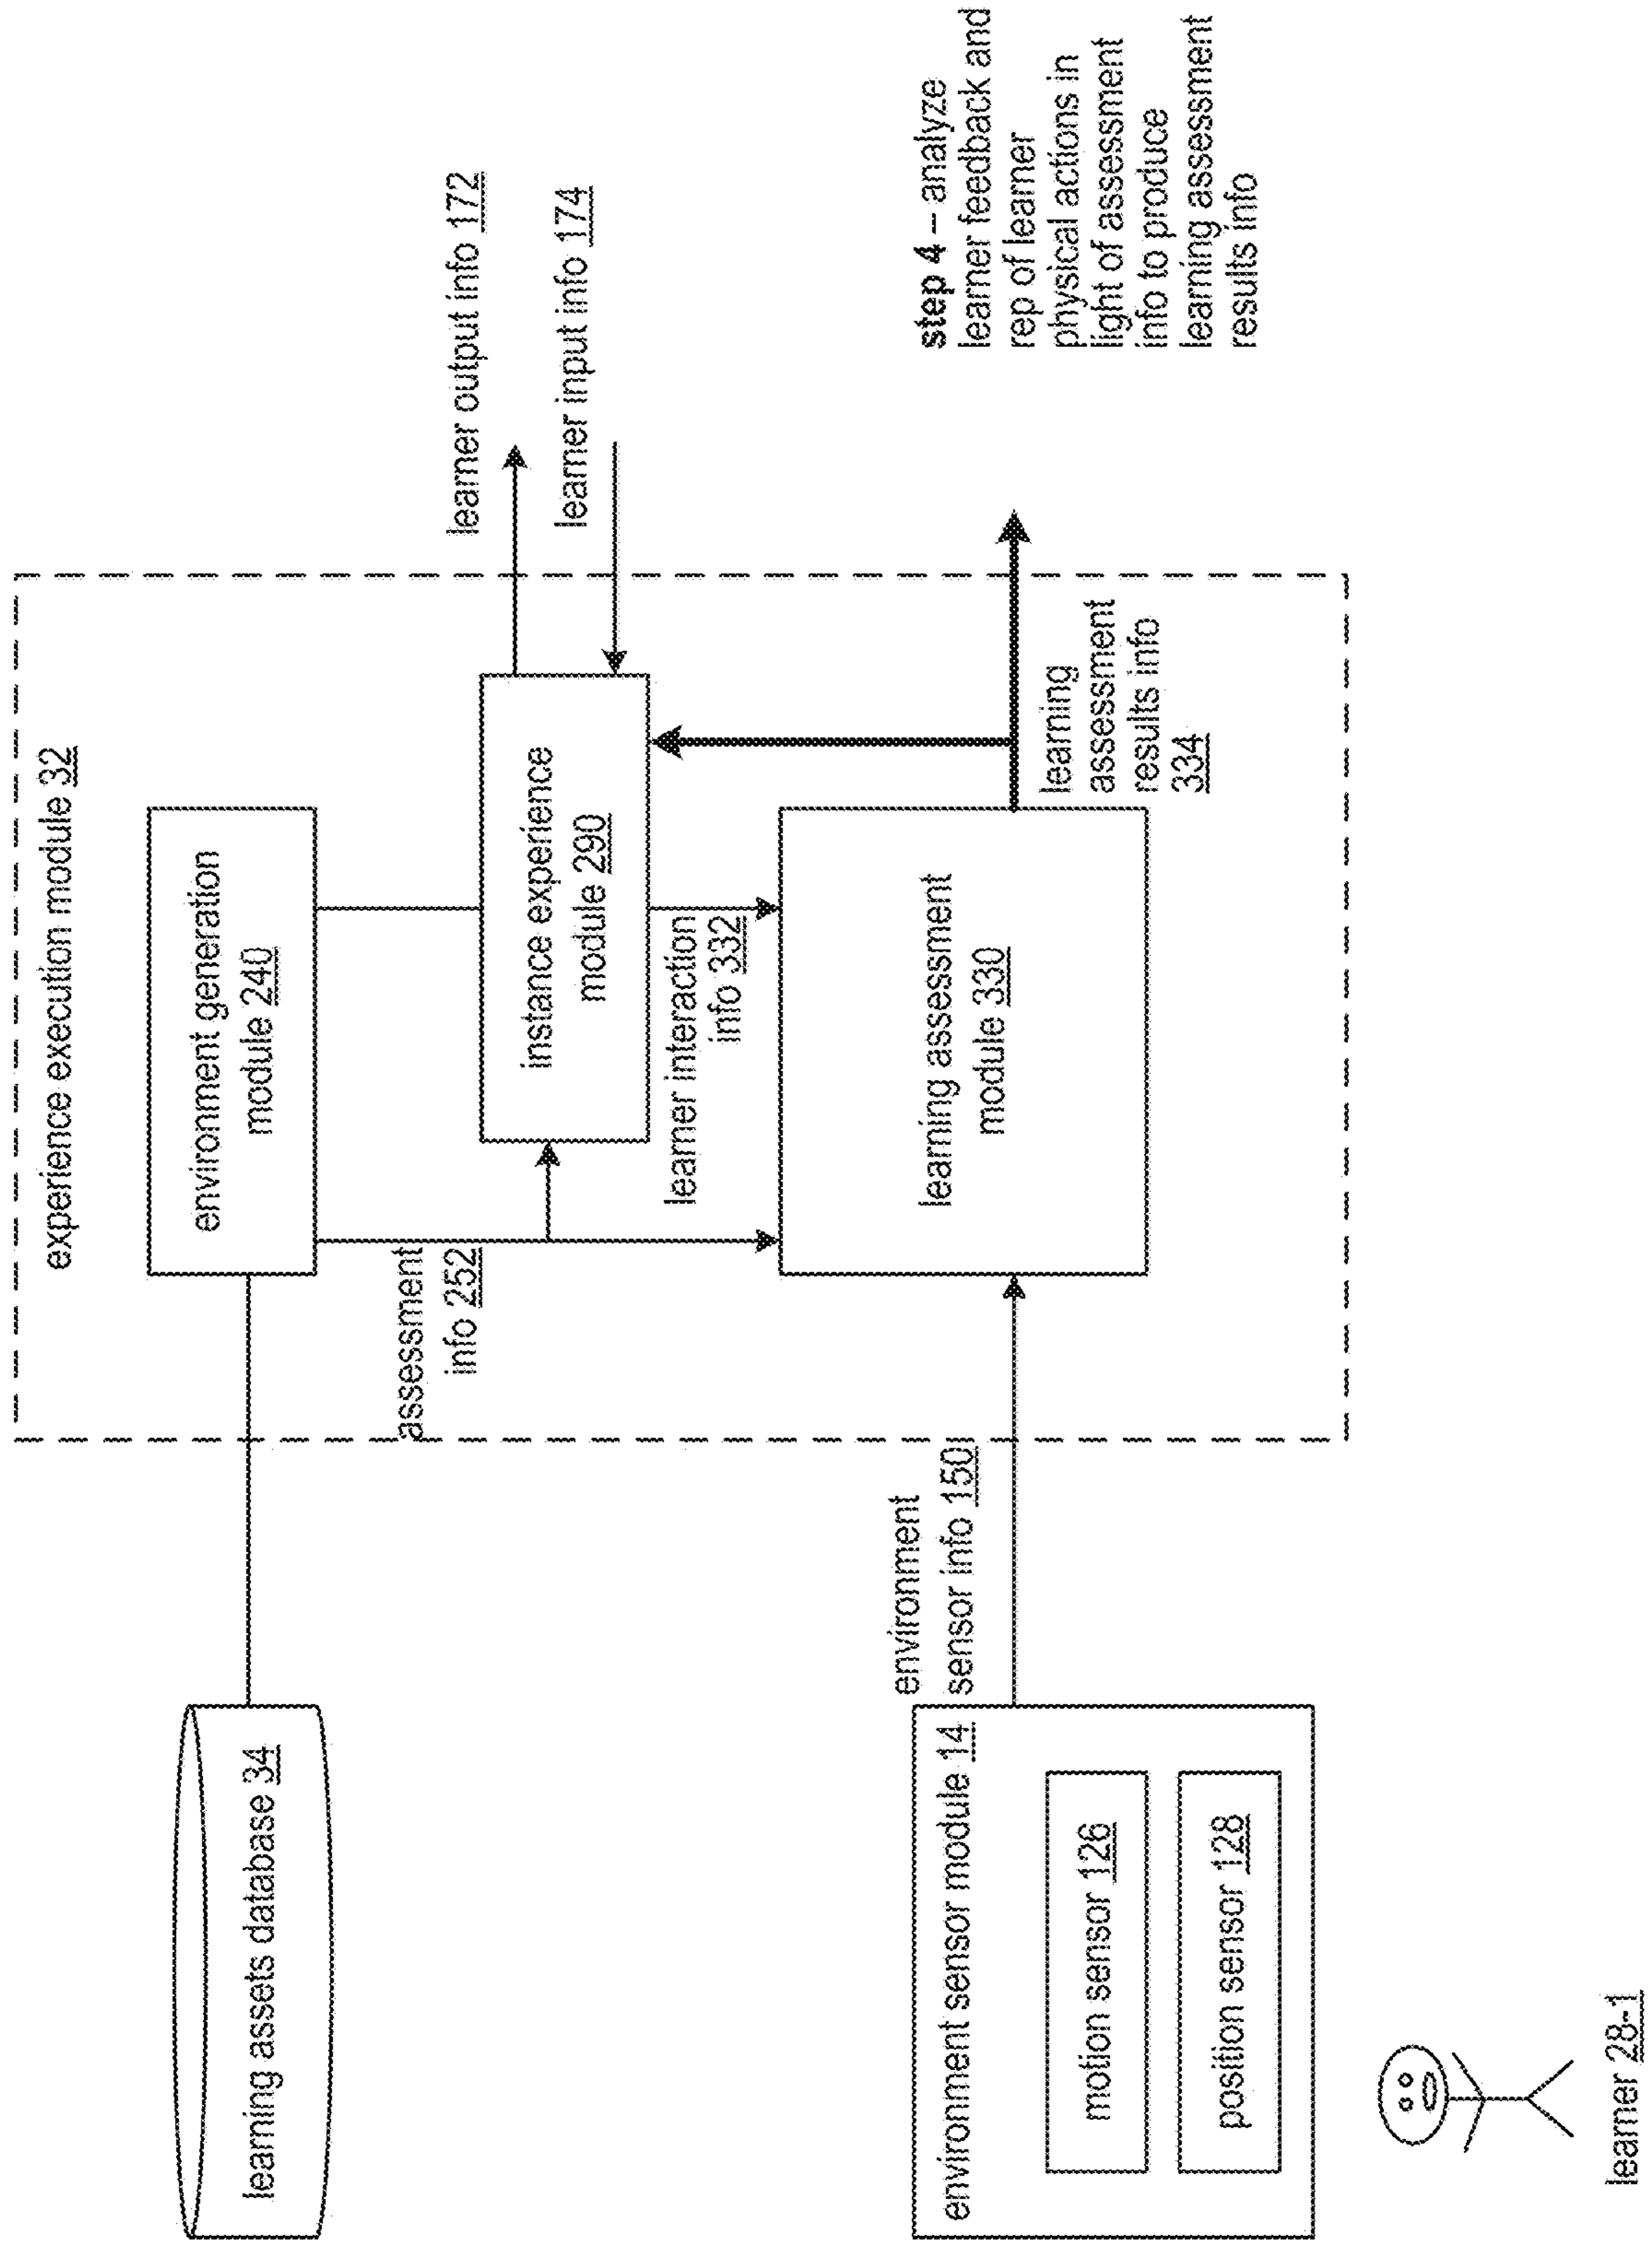 experience execution module 32
learning assets database 34
environment generation
module 240
assessment
info 252
instance experience
module 290
learner output info 172
learner input info 174
learner interaction
info 332
environment
sensor info 150
environment sensor module 14
motion sensor 126
position sensor 128
learning assessment
module 330
learning
assessment
results info
334
step 4 – analyze
learner feedback and
rep of learner
physical actions in
light of assessment
info to produce
learning assessment
results info
learner 28-1